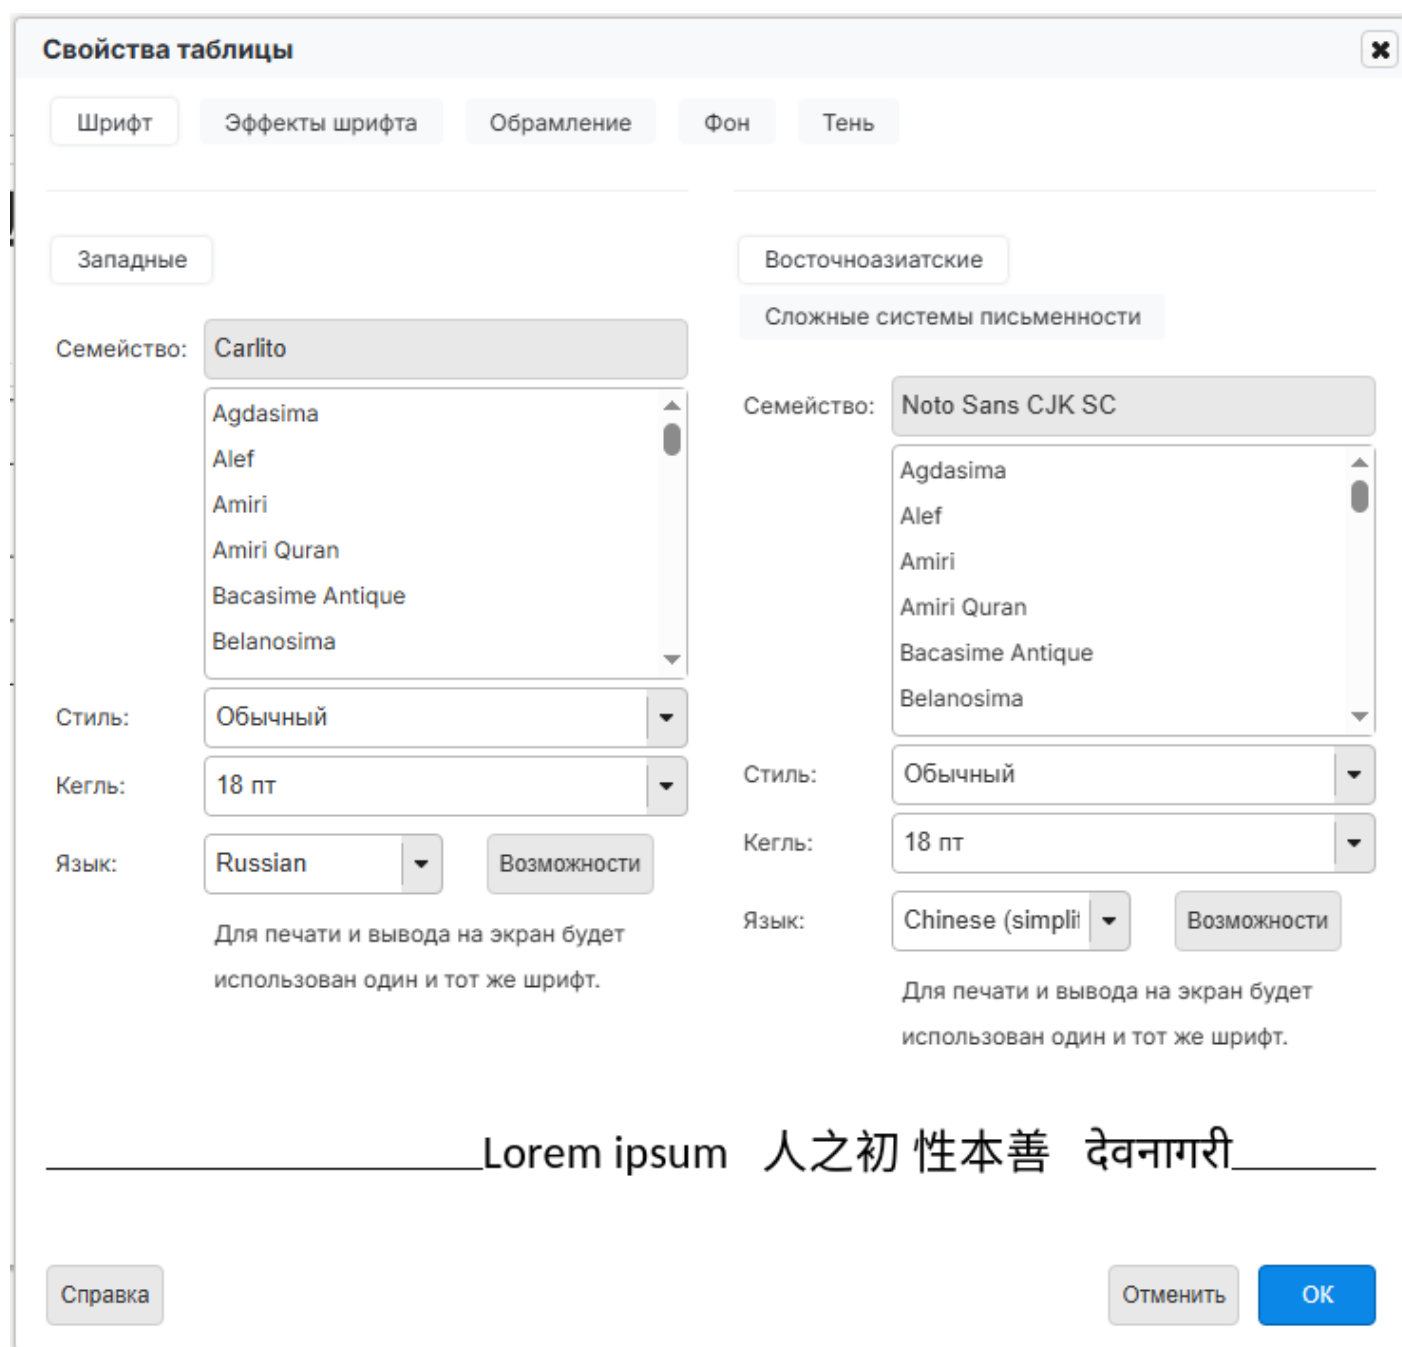 Свойства таблицы
Шрифт Эффекты шрифта Обрамление Фон Тень
Западные
Семейство: Carlito
Agdasima
Alef
Amiri
Amiri Quran
Bacasime Antique
Belanosima
Стиль: Обычный
Кегль: 18 пт
Язык: Russian Возможности
Для печати и вывода на экран будет
использован один и тот же шрифт.
Восточноазиатские
Сложные системы письменности
Семейство: Noto Sans CJK SC
Agdasima
Alef
Amiri
Amiri Quran
Bacasime Antique
Belanosima
Стиль: Обычный
Кегль: 18 пт
Язык: Chinese (simplif Возможности
Для печати и вывода на экран будет
использован один и тот же шрифт.
Lorem ipsum 人之初 性本善 देवनागरी
Справка Отменить ОК